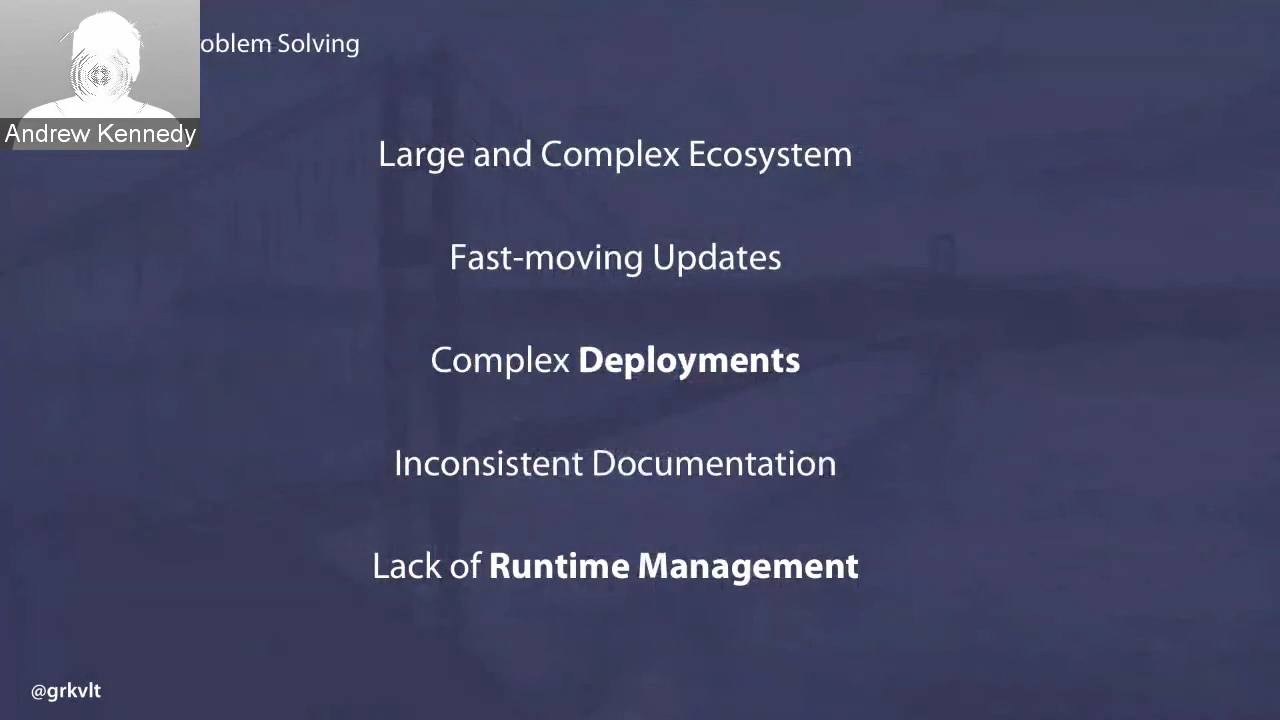 oblem Solving
Andrew Kennedy
Large and Complex Ecosystem
Fast-moving Updates
Complex Deployments
Inconsistent Documentation
Lack of Runtime Management
@grkvlt